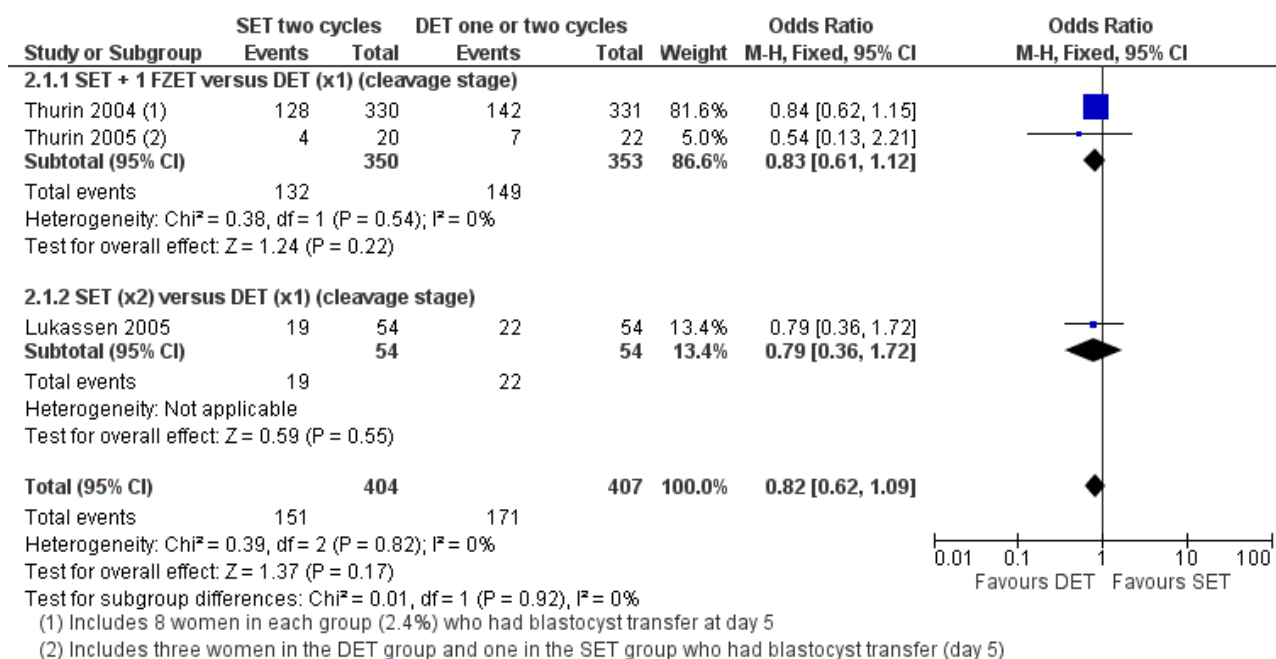 SET two cycles DET one or two cycles Odds Ratio Odds Ratio
Study or Subgroup Events Total Events Total Weight M-H, Fixed, 95% CI M-H, Fixed, 95% CI
2.1.1 SET + 1 FZET versus DET (x1) (cleavage stage)
Thurin 2004 (1) 128 330 142 331 81.6% 0.84 [0.62, 1.15]
Thurin 2005 (2) 4 20 7 22 5.0% 0.54 [0.13, 2.21]
Subtotal (95% CI) 350 353 86.6% 0.83 [0.61, 1.12]
Total events 132 149
Heterogeneity: Chi² = 0.38, df = 1 (P = 0.54); I² = 0%
Test for overall effect: Z = 1.24 (P = 0.22)
2.1.2 SET (x2) versus DET (x1) (cleavage stage)
Lukassen 2005 19 54 22 54 13.4% 0.79 [0.36, 1.72]
Subtotal (95% CI) 54 54 13.4% 0.79 [0.36, 1.72]
Total events 19 22
Heterogeneity: Not applicable
Test for overall effect: Z = 0.59 (P = 0.55)
Total (95% CI) 404 407 100.0% 0.82 [0.62, 1.09]
Total events 151 171
Heterogeneity: Chi² = 0.39, df = 2 (P = 0.82); I² = 0%
Test for overall effect: Z = 1.37 (P = 0.17)
Test for subgroup differences: Chi² = 0.01, df = 1 (P = 0.92), I² = 0%
0.01 0.1 1 10 100
Favours DET Favours SET
(1) Includes 8 women in each group (2.4%) who had blastocyst transfer at day 5
(2) Includes three women in the DET group and one in the SET group who had blastocyst transfer (day 5)